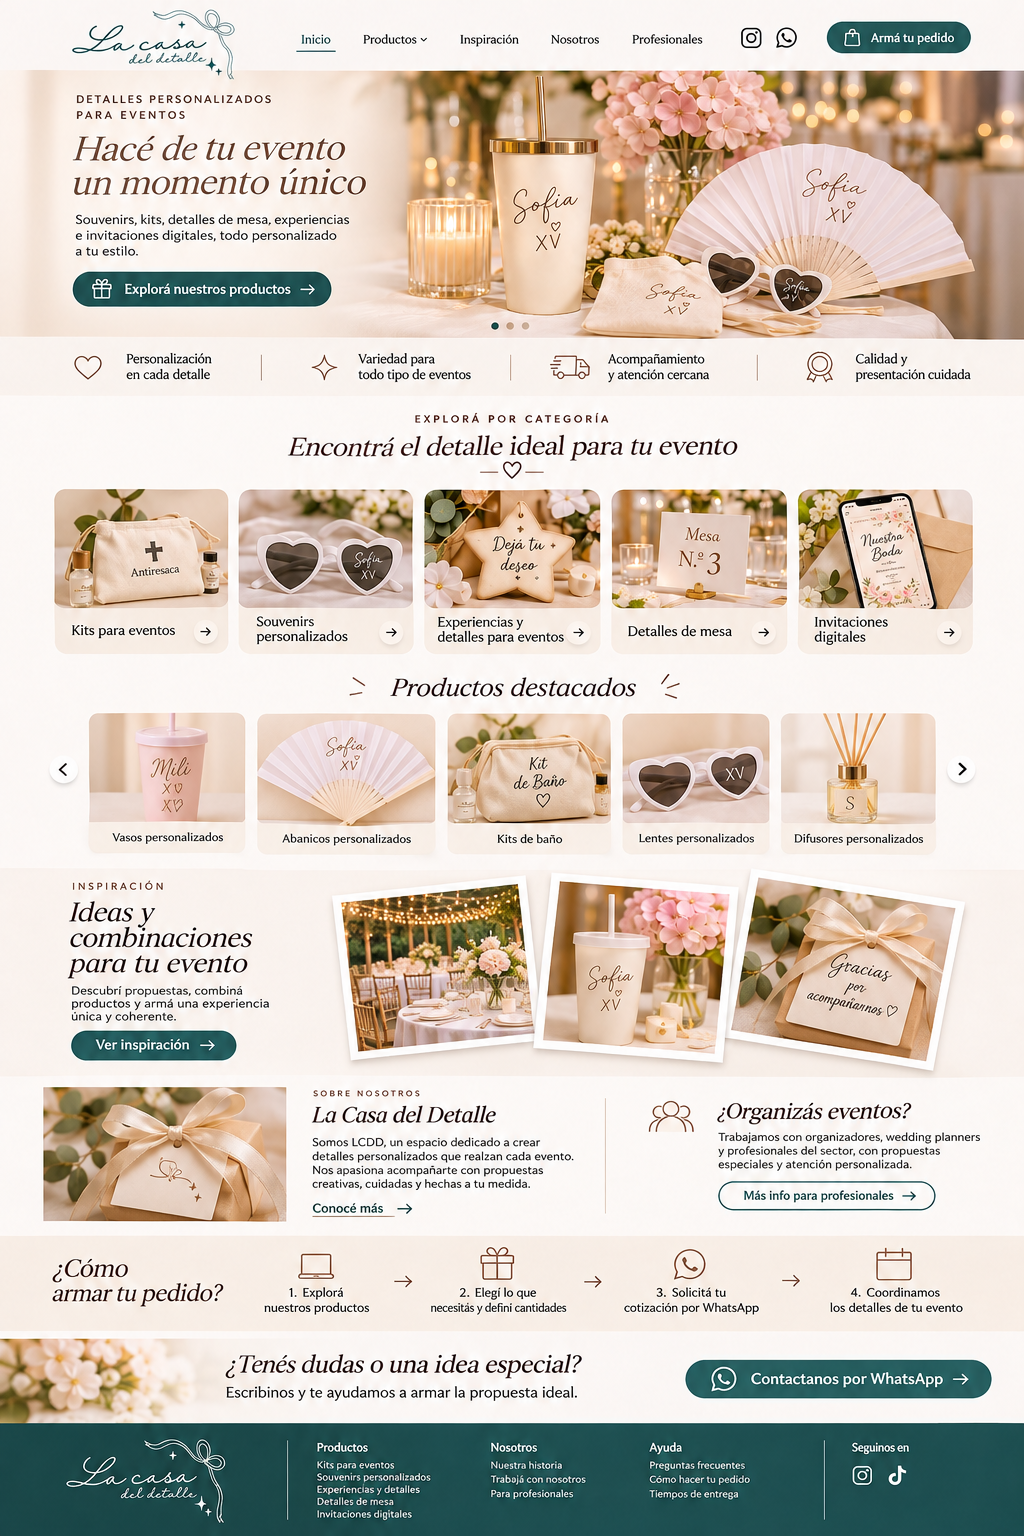 La casa
del detalle
Inicio
Productos
Inspiración
Nosotros
Profesionales
Armá tu pedido
DETALLES PERSONALIZADOS
PARA EVENTOS
Hacé de tu evento
un momento único
Souvenirs, kits, detalles de mesa, experiencias
e invitaciones digitales, todo personalizado
a tu estilo.
Explorá nuestros productos →
Sofia
XV
Sofia
XV
Sofia
XV
Sofia
XV
Personalización
en cada detalle
Variedad para
todo tipo de eventos
Acompañamiento
y atención cercana
Calidad y
presentación cuidada
EXPLORÁ POR CATEGORÍA
Encontrá el detalle ideal para tu evento
Antiresaca
Kits para eventos
Sofia
XV
Souvenirs
personalizados
Dejá tu
deseo
Experiencias y
detalles para eventos
Mesa
N.º 3
Detalles de mesa
Nuestra
Boda
Invitaciones
digitales
Productos destacados
Mili
XV
XV
Vasos personalizados
Sofia
XV
Abanicos personalizados
Kit
de Baño
Kits de baño
XV
Lentes personalizados
S
Difusores personalizados
INSPIRACIÓN
Ideas y
combinaciones
para tu evento
Descubrí propuestas, combiná
productos y armá una experiencia
única y coherente.
Ver inspiración →
Sofia
XV
Gracias
por
acompañarnos
SOBRE NOSOTROS
La Casa del Detalle
Somos LCDD, un espacio dedicado a crear
detalles personalizados que realzan cada evento.
Nos apasiona acompañarte con propuestas
creativas, cuidadas y hechas a tu medida.
Conocé más →
¿Organizás eventos?
Trabajamos con organizadores, wedding planners
y profesionales del sector, con propuestas
especiales y atención personalizada.
Más info para profesionales →
¿Cómo
armar tu pedido?
1. Explorá
nuestros productos
2. Elegí lo que
necesitás y definí cantidades
3. Solicitá tu
cotización por WhatsApp
4. Coordinamos
los detalles de tu evento
¿Tenés dudas o una idea especial?
Escribinos y te ayudamos a armar la propuesta ideal.
Contactanos por WhatsApp →
La casa
del detalle
Productos
Kits para eventos
Souvenirs personalizados
Experiencias y detalles
Detalles de mesa
Invitaciones digitales
Nosotros
Nuestra historia
Trabajá con nosotros
Para profesionales
Ayuda
Preguntas frecuentes
Cómo hacer tu pedido
Tiempos de entrega
Seguinos en